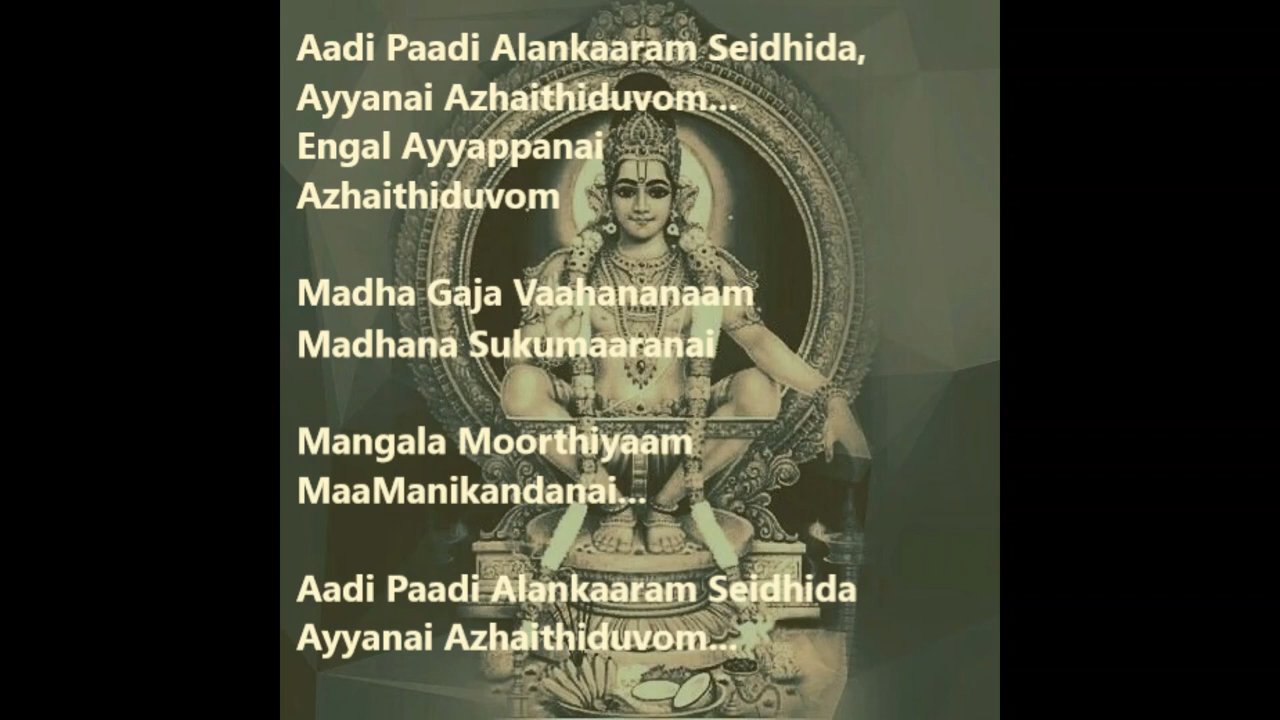 Aadi Paadi Alankaaram Seidhida,
Ayyanai Azhaithiduvom...
Engal Ayyappanai
Azhaithiduvom
Madha Gaja Vaahananaam
Madhana Sukumaaranai
Mangala Moorthiyaam
MaaManikandanai...
Aadi Paadi Alankaaram Seidhida
Ayyanai Azhaithiduvom...